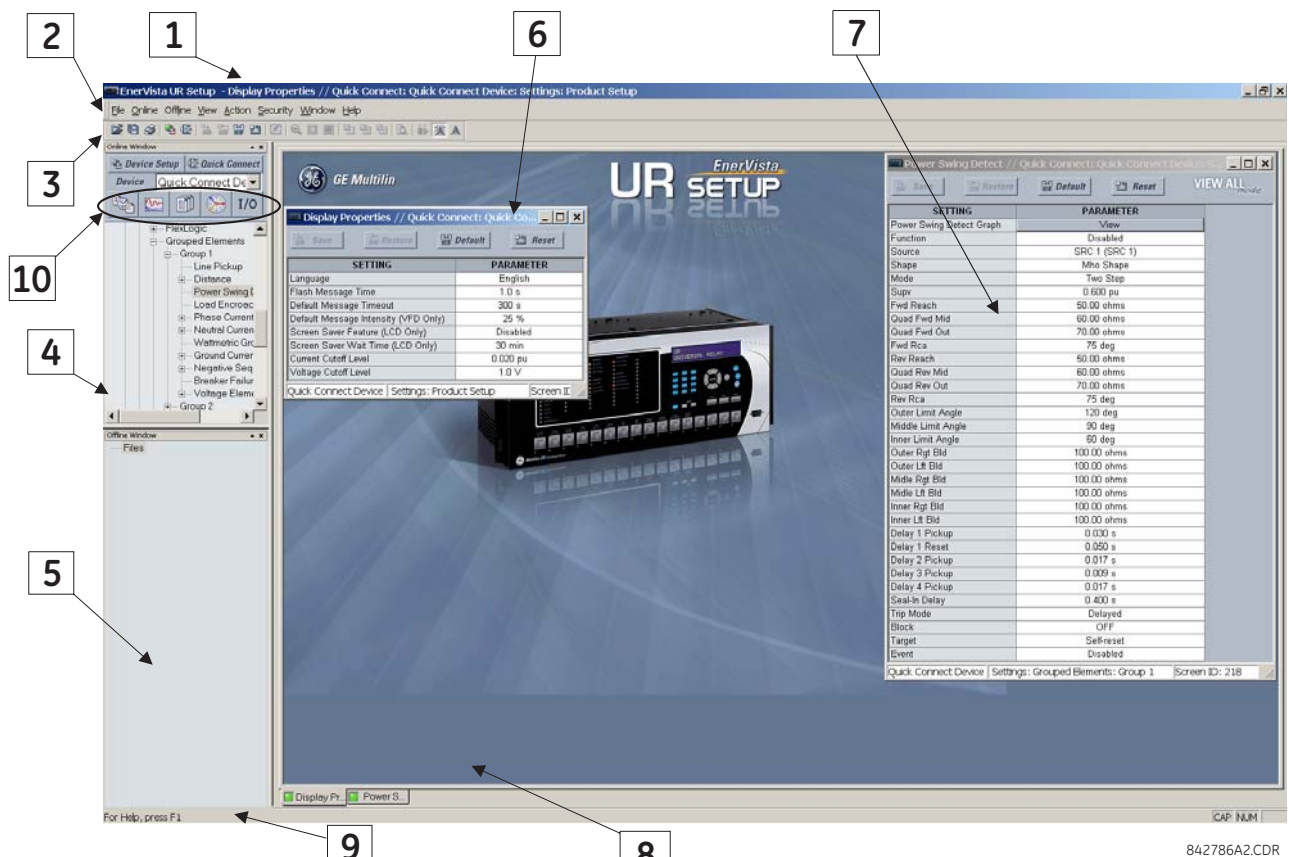 2
1
6
7
EnerVista UR Setup - Display Properties // Quick Connect: Quick Connect Device: Settings: Product Setup
File Online Offline View Action Security Window Help
3
Online Window
Device Setup Quick Connect
Device Quick Connect De
I/O
10
FlexLogic
Grouped Elements
Group 1
Line Pickup
Distance
Power Swing D
Load Encroac
Phase Current
Neutral Curren
Wattmetric Grc
Ground Currer
Negative Seq
Breaker Failur
Voltage Eleme
Group 2
4
Offline Window
Files
5
GE Multilin
EnerVista
UR SETUP
Display Properties // Quick Connect: Quick Co...
Save Restore Default Reset
SETTING PARAMETER
Language English
Flash Message Time 1.0 s
Default Message Timeout 300 s
Default Message Intensity (VFD Only) 25 %
Screen Saver Feature (LCD Only) Disabled
Screen Saver Wait Time (LCD Only) 30 min
Current Cutoff Level 0.020 pu
Voltage Cutoff Level 1.0 V
Quick Connect Device Settings: Product Setup Screen ID
UNIVERSAL RELAY
Power Swing Detect // Quick Connect: Quick Connect Device: S...
Save Restore Default Reset VIEW ALL mode
SETTING PARAMETER
Power Swing Detect Graph View
Function Disabled
Source SRC 1 (SRC 1)
Shape Mho Shape
Mode Two Step
Supv 0.600 pu
Fwd Reach 50.00 ohms
Quad Fwd Mid 60.00 ohms
Quad Fwd Out 70.00 ohms
Fwd Rca 75 deg
Rev Reach 50.00 ohms
Quad Rev Mid 60.00 ohms
Quad Rev Out 70.00 ohms
Rev Rca 75 deg
Outer Limit Angle 120 deg
Middle Limit Angle 90 deg
Inner Limit Angle 60 deg
Outer Rgt Bld 100.00 ohms
Outer Lft Bld 100.00 ohms
Midle Rgt Bld 100.00 ohms
Midle Lft Bld 100.00 ohms
Inner Rgt Bld 100.00 ohms
Inner Lft Bld 100.00 ohms
Delay 1 Pickup 0.030 s
Delay 1 Reset 0.050 s
Delay 2 Pickup 0.017 s
Delay 3 Pickup 0.009 s
Delay 4 Pickup 0.017 s
Seal-In Delay 0.400 s
Trip Mode Delayed
Block OFF
Target Self-reset
Event Disabled
Quick Connect Device Settings: Grouped Elements: Group 1 Screen ID: 218
Display Pr... Power S...
For Help, press F1
CAP NUM
9
8
842786A2.CDR